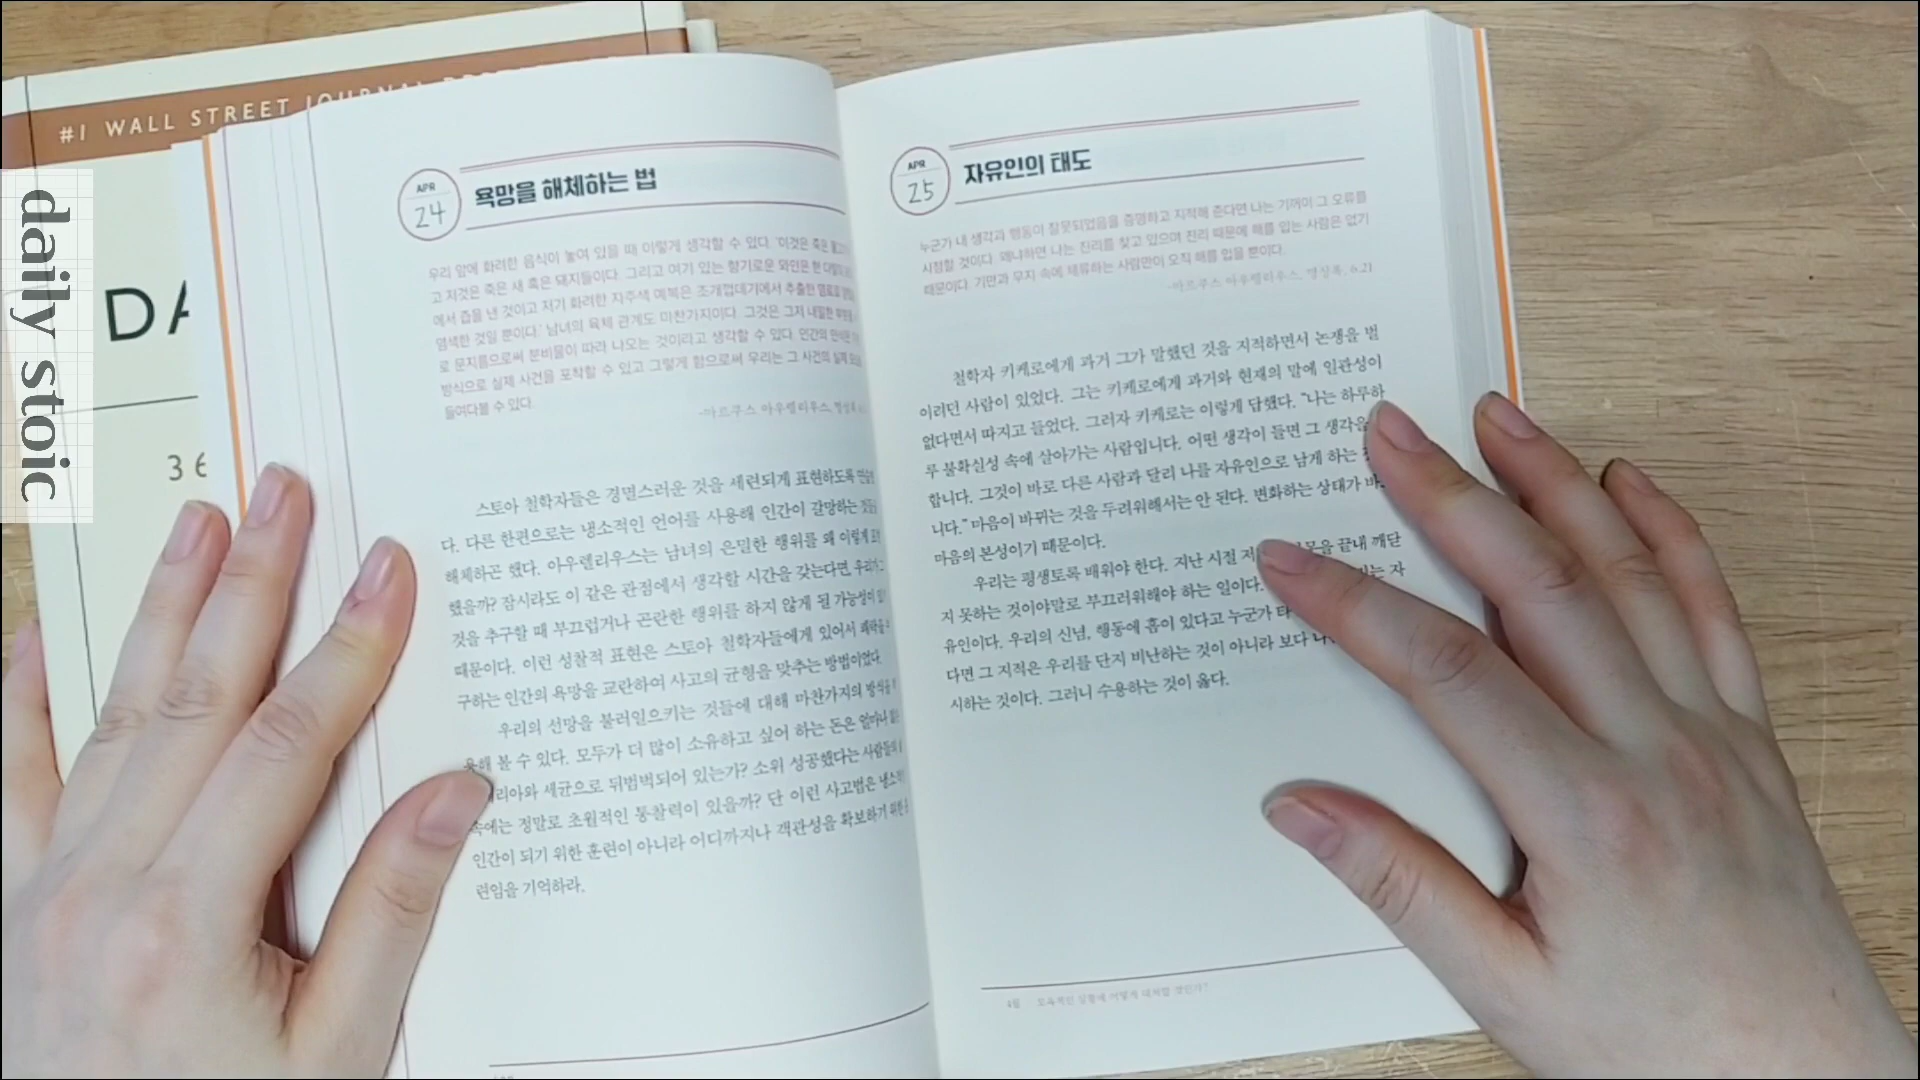 daily stoic
#1 WALL STREET JOURNAL
DA
36
APR
24
욕망을 해체하는 법
우리 앞에 화려한 음식이 놓여 있을 때 이렇게 생각할 수 있다. '이것은 죽은
고 저것은 죽은 새 혹은 돼지들이다. 그리고 여기 있는 향기로운 와인은 한
에서 즙을 낸 것이고 저기 화려한 자주색 예복은 조개껍데기에서 추출한
염색한 것일 뿐이다.' 남녀의 육체 관계도 마찬가지이다. 그것은 그저 내밀한
로 문지름으로써 분비물이 따라 나오는 것이라고 생각할 수 있다. 인간의
방식으로 실제 사건을 포착할 수 있고 그렇게 함으로써 우리는 그 사건의 실제
들여다볼 수 있다.
-마르쿠스 아우렐리우스, 명상록
스토아 철학자들은 경멸스러운 것을 세련되게 표현하도록
다. 다른 한편으로는 냉소적인 언어를 사용해 인간이 갈망하는
해체하곤 했다. 아우렐리우스는 남녀의 은밀한 행위를 왜 이렇게
했을까? 잠시라도 이 같은 관점에서 생각할 시간을 갖는다면
것을 추구할 때 부끄럽거나 곤란한 행위를 하지 않게 될 가능성이
때문이다. 이런 성찰적 표현은 스토아 철학자들에게 있어서
구하는 인간의 욕망을 교란하여 사고의 균형을 맞추는 방법이었다.
우리의 선망을 불러일으키는 것들에 대해 마찬가지의 방식을
볼 수 있다. 모두가 더 많이 소유하고 싶어 하는 돈은 얼마나
세균으로 뒤범벅되어 있는가? 소위 성공했다는 사람들의
정말로 초월적인 통찰력이 있을까? 단 이런 사고법은
인간이 되기 위한 훈련이 아니라 어디까지나 객관성을 확보하기
련임을 기억하라.
APR
25
자유인의 태도
누군가 내 생각과 행동이 잘못되었음을 증명하고 지적해 준다면 나는 기꺼이 그 오류를
시정할 것이다. 왜냐하면 나는 진리를 찾고 있으며 진리 때문에 해를 입는 사람은 없기
때문이다. 기만과 무지 속에 체류하는 사람만이 오직 해를 입을 뿐이다.
-마르쿠스 아우렐리우스, 명상록, 6.21
철학자 키케로에게 과거 그가 말했던 것을 지적하면서 논쟁을 벌
이려던 사람이 있었다. 그는 키케로에게 과거와 현재의 말에 일관성이
없다면서 따지고 들었다. 그러자 키케로는 이렇게 답했다. "나는 하루하
루 불확실성 속에 살아가는 사람입니다. 어떤 생각이 들면 그 생각을
합니다. 그것이 바로 다른 사람과 달리 나를 자유인으로 남게 하는
니다." 마음이 바뀌는 것을 두려워해서는 안 된다. 변화하는 상태가
마음의 본성이기 때문이다.
우리는 평생토록 배워야 한다. 지난 시절 끝내 깨닫
지 못하는 것이야말로 부끄러워해야 하는 일이다. 자
유인이다. 우리의 신념, 행동에 흠이 있다고 누군가
다면 그 지적은 우리를 단지 비난하는 것이 아니라 보다
시하는 것이다. 그러니 수용하는 것이 옳다.
4월